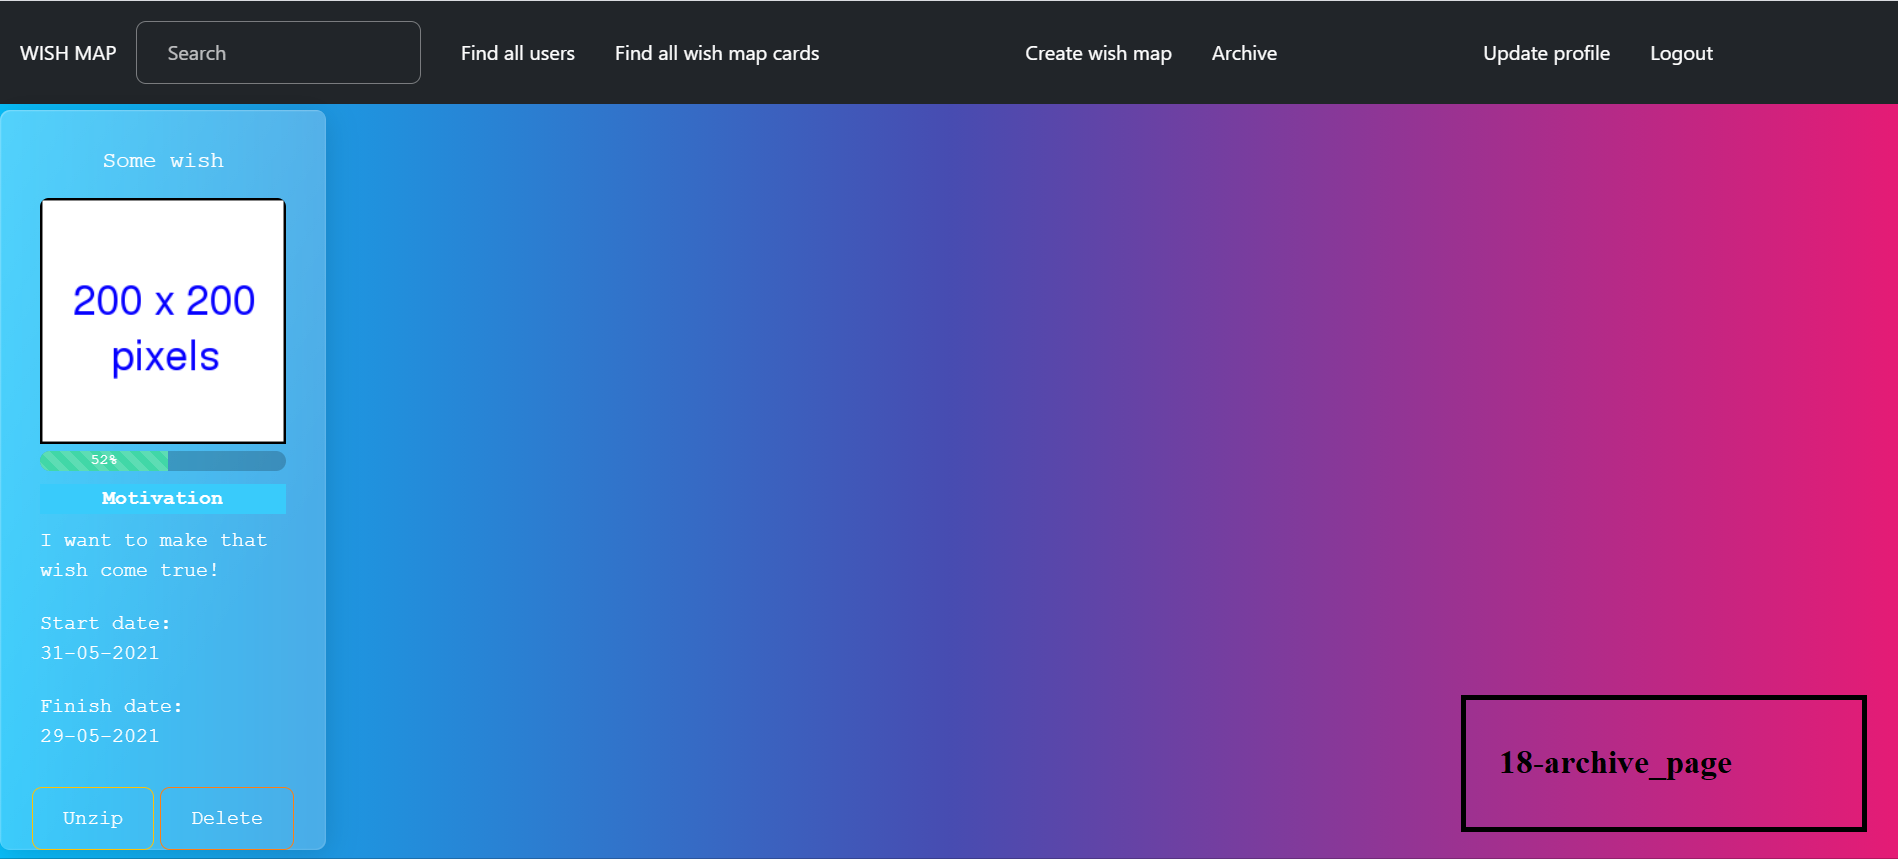 WISH MAP Search Find all users Find all wish map cards Create wish map Archive Update profile Logout
Some wish
200 x 200
pixels
52%
Motivation
I want to make that
wish come true!
Start date:
31-05-2021
Finish date:
29-05-2021
Unzip Delete
18-archive_page